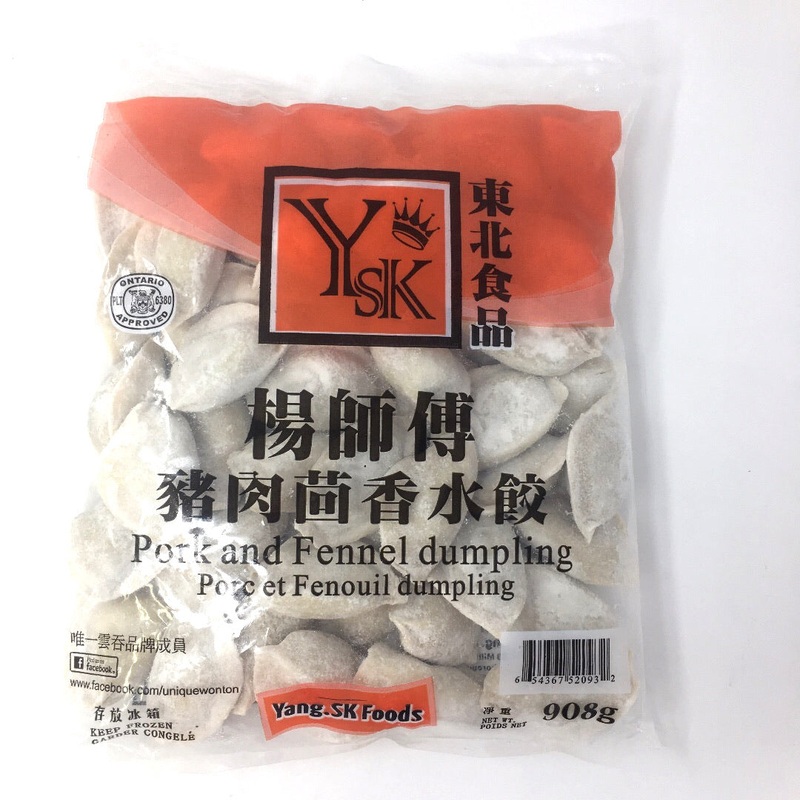 YSK
東北食品
ONTARIO
PLT 6380
APPROVED
楊師傅
豬肉茴香水餃
Pork and Fennel dumpling
Porc et Fenouil dumpling
唯一雲吞品牌成員
facebook
www.facebook.com/uniquewonton
存放冰箱
KEEP FROZEN
GARDER CONGELÉ
Yang.SK Foods
6 54367 52093 2
淨重
NET WT.
POIDS NET
908g